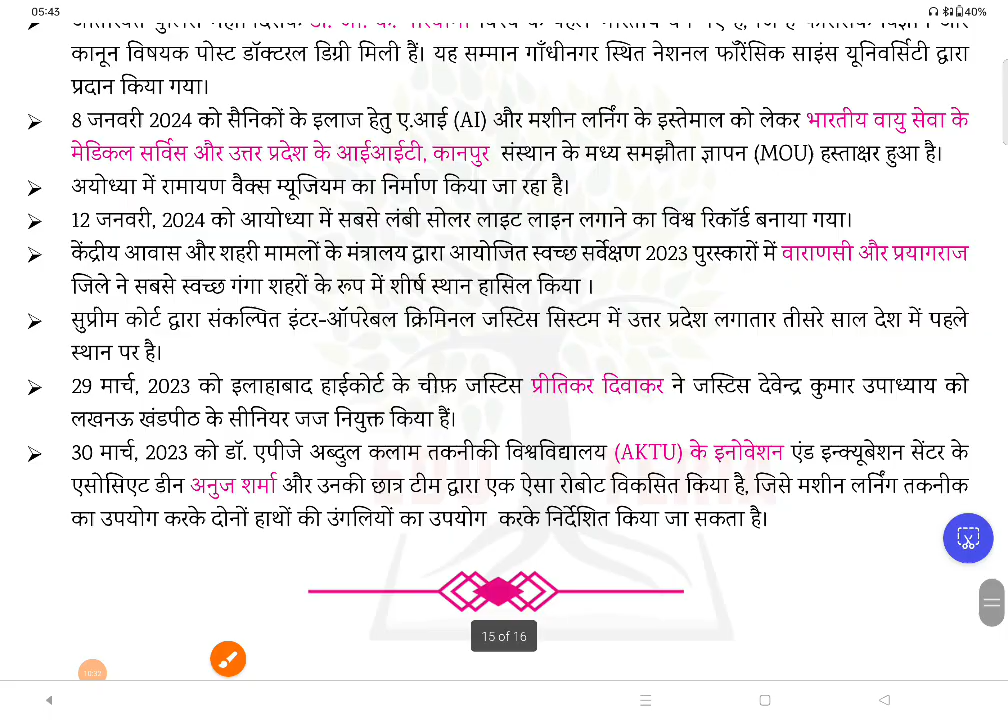 05:43
40%
कानून विषयक पोस्ट डॉक्टरल डिग्री मिली हैं। यह सम्मान गाँधीनगर स्थित नेशनल फॉरेंसिक साइंस यूनिवर्सिटी द्वारा
प्रदान किया गया।
➢ 8 जनवरी 2024 को सैनिकों के इलाज हेतु ए.आई (AI) और मशीन लर्निंग के इस्तेमाल को लेकर भारतीय वायु सेवा के
मेडिकल सर्विस और उत्तर प्रदेश के आईआईटी, कानपुर संस्थान के मध्य समझौता ज्ञापन (MOU) हस्ताक्षर हुआ है।
➢ अयोध्या में रामायण वैक्स म्यूजियम का निर्माण किया जा रहा है।
➢ 12 जनवरी, 2024 को आयोध्या में सबसे लंबी सोलर लाइट लाइन लगाने का विश्व रिकॉर्ड बनाया गया।
➢ केंद्रीय आवास और शहरी मामलों के मंत्रालय द्वारा आयोजित स्वच्छ सर्वेक्षण 2023 पुरस्कारों में वाराणसी और प्रयागराज
जिले ने सबसे स्वच्छ गंगा शहरों के रूप में शीर्ष स्थान हासिल किया ।
➢ सुप्रीम कोर्ट द्वारा संकल्पित इंटर-ऑपरेबल क्रिमिनल जस्टिस सिस्टम में उत्तर प्रदेश लगातार तीसरे साल देश में पहले
स्थान पर है।
➢ 29 मार्च, 2023 को इलाहाबाद हाईकोर्ट के चीफ़ जस्टिस प्रीतिकर दिवाकर ने जस्टिस देवेन्द्र कुमार उपाध्याय को
लखनऊ खंडपीठ के सीनियर जज नियुक्त किया हैं।
➢ 30 मार्च, 2023 को डॉ. एपीजे अब्दुल कलाम तकनीकी विश्वविद्यालय (AKTU) के इनोवेशन एंड इन्क्यूबेशन सेंटर के
एसोसिएट डीन अनुज शर्मा और उनकी छात्र टीम द्वारा एक ऐसा रोबोट विकसित किया है, जिसे मशीन लर्निंग तकनीक
का उपयोग करके दोनों हाथों की उंगलियों का उपयोग करके निर्देशित किया जा सकता है।
15 of 16